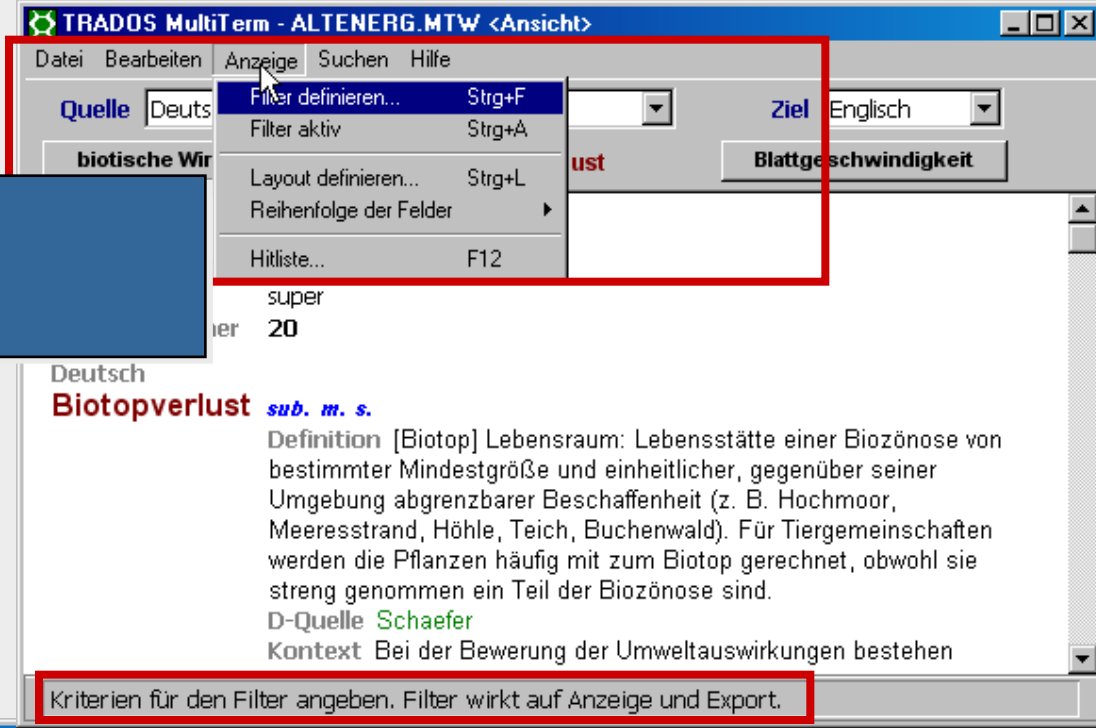 TRADOS MultiTerm - ALTENERG.MTW <Ansicht>
Datei Bearbeiten Anzeige Suchen Hilfe
Quelle Deuts Ziel Englisch
Filter definieren... Strg+F
Filter aktiv Strg+A
biotische Wir ust Blattgeschwindigkeit
Layout definieren... Strg+L
Reihenfolge der Felder
Hitliste... F12
super
er 20
Deutsch
Biotopverlust sub. m. s.
Definition [Biotop] Lebensraum: Lebensstätte einer Biozönose von
bestimmter Mindestgröße und einheitlicher, gegenüber seiner
Umgebung abgrenzbarer Beschaffenheit (z. B. Hochmoor,
Meeresstrand, Höhle, Teich, Buchenwald). Für Tiergemeinschaften
werden die Pflanzen häufig mit zum Biotop gerechnet, obwohl sie
streng genommen ein Teil der Biozönose sind.
D-Quelle Schaefer
Kontext Bei der Bewerung der Umweltauswirkungen bestehen
Kriterien für den Filter angeben. Filter wirkt auf Anzeige und Export.